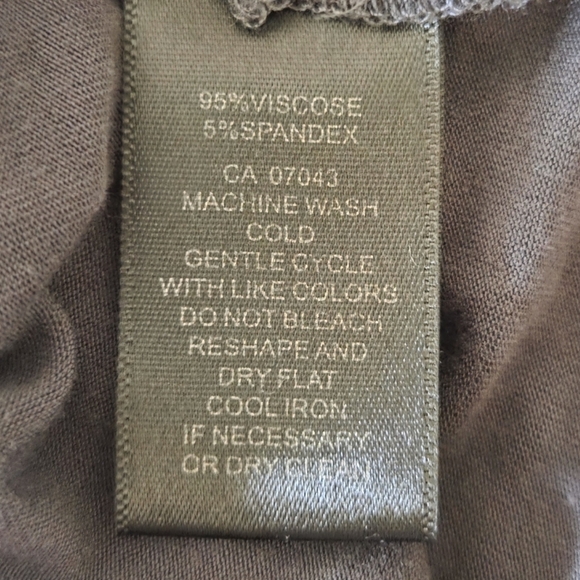 95%VISCOSE
5%SPANDEX
CA 07043
MACHINE WASH
COLD
GENTLE CYCLE
WITH LIKE COLORS
DO NOT BLEACH
RESHAPE AND
DRY FLAT
COOL IRON
IF NECESSARY
OR DRY CLEAN